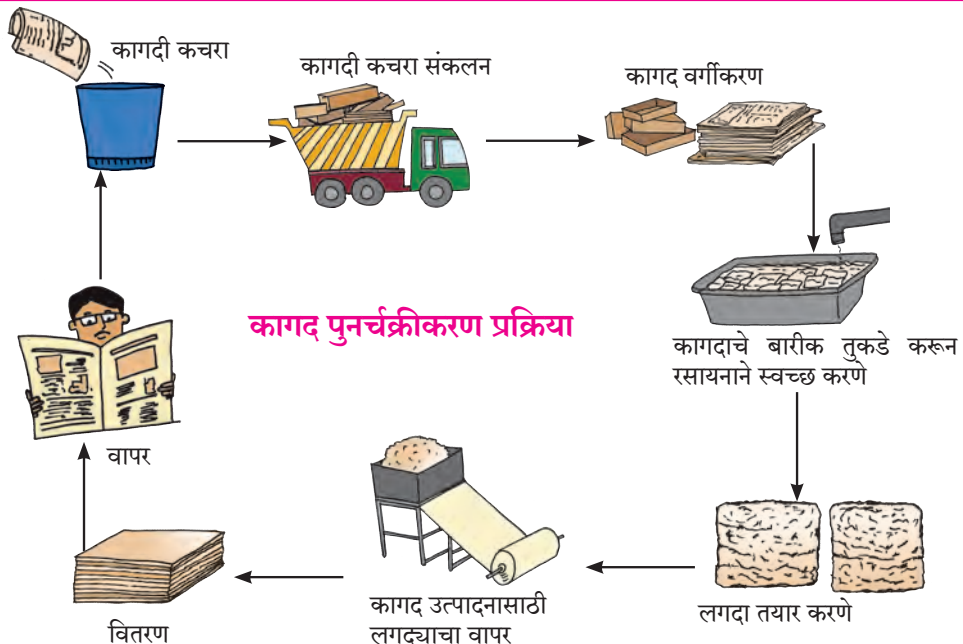 कागदी कचरा
कागदी कचरा संकलन
कागद वर्गीकरण
कागदाचे बारीक तुकडे करून
रसायनाने स्वच्छ करणे
लगदा तयार करणे
कागद उत्पादनासाठी
लगद्याचा वापर
वितरण
वापर
कागद पुनर्चक्रीकरण प्रक्रिया